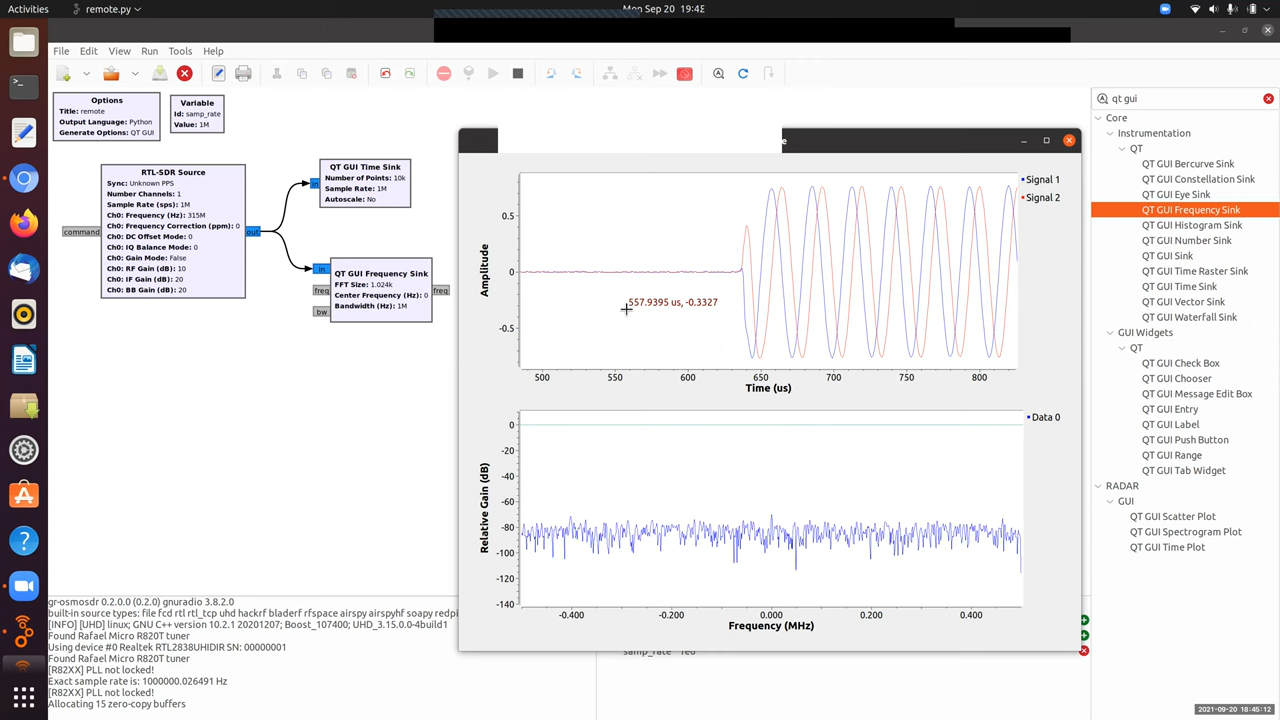 Activities
remote.py
Mon Sep 20 19:48
File Edit View Run Tools Help
Options
Title: remote
Output Language: Python
Generate Options: QT GUI
Variable
Id: samp_rate
Value: 1M
RTL-SDR Source
Sync: Unknown PPS
Number Channels: 1
Sample Rate (sps): 1M
Ch0: Frequency (Hz): 315M
Ch0: Frequency Correction (ppm): 0
Ch0: DC Offset Mode: 0
Ch0: IQ Balance Mode: 0
Ch0: Gain Mode: False
Ch0: RF Gain (dB): 10
Ch0: IF Gain (dB): 20
Ch0: BB Gain (dB): 20
command
out
QT GUI Time Sink
Number of Points: 10k
Sample Rate: 1M
Autoscale: No
in
QT GUI Frequency Sink
FFT Size: 1.024k
Center Frequency (Hz): 0
Bandwidth (Hz): 1M
in
freq
bw
freq
Signal 1
Signal 2
Amplitude
0.5
0
-0.5
557.9395 us, -0.3327
500 550 600 650 700 750 800
Time (us)
Data 0
Relative Gain (dB)
0
-20
-40
-60
-80
-100
-120
-140
-0.400 -0.200 0.000 0.200 0.400
Frequency (MHz)
qt gui
Core
Instrumentation
QT
QT GUI Bercurve Sink
QT GUI Constellation Sink
QT GUI Eye Sink
QT GUI Frequency Sink
QT GUI Histogram Sink
QT GUI Number Sink
QT GUI Sink
QT GUI Time Raster Sink
QT GUI Time Sink
QT GUI Vector Sink
QT GUI Waterfall Sink
GUI Widgets
QT
QT GUI Check Box
QT GUI Chooser
QT GUI Message Edit Box
QT GUI Entry
QT GUI Label
QT GUI Push Button
QT GUI Range
QT GUI Tab Widget
RADAR
GUI
QT GUI Scatter Plot
QT GUI Spectrogram Plot
QT GUI Time Plot
gr-osmosdr 0.2.0.0 (0.2.0) gnuradio 3.8.2.0
built-in source types: file fcd rtl rtl_tcp uhd hackrf bladerf rfspace airspy airspyhf soapy redpi
[INFO] [UHD] linux; GNU C++ version 10.2.1 20201207; Boost_107400; UHD_3.15.0.0-4build1
Found Rafael Micro R820T tuner
Using device #0 Realtek RTL2838UHIDIR SN: 00000001
Found Rafael Micro R820T tuner
[R82XX] PLL not locked!
Exact sample rate is: 1000000.026491 Hz
[R82XX] PLL not locked!
Allocating 15 zero-copy buffers
2021-09-20 18:45:12